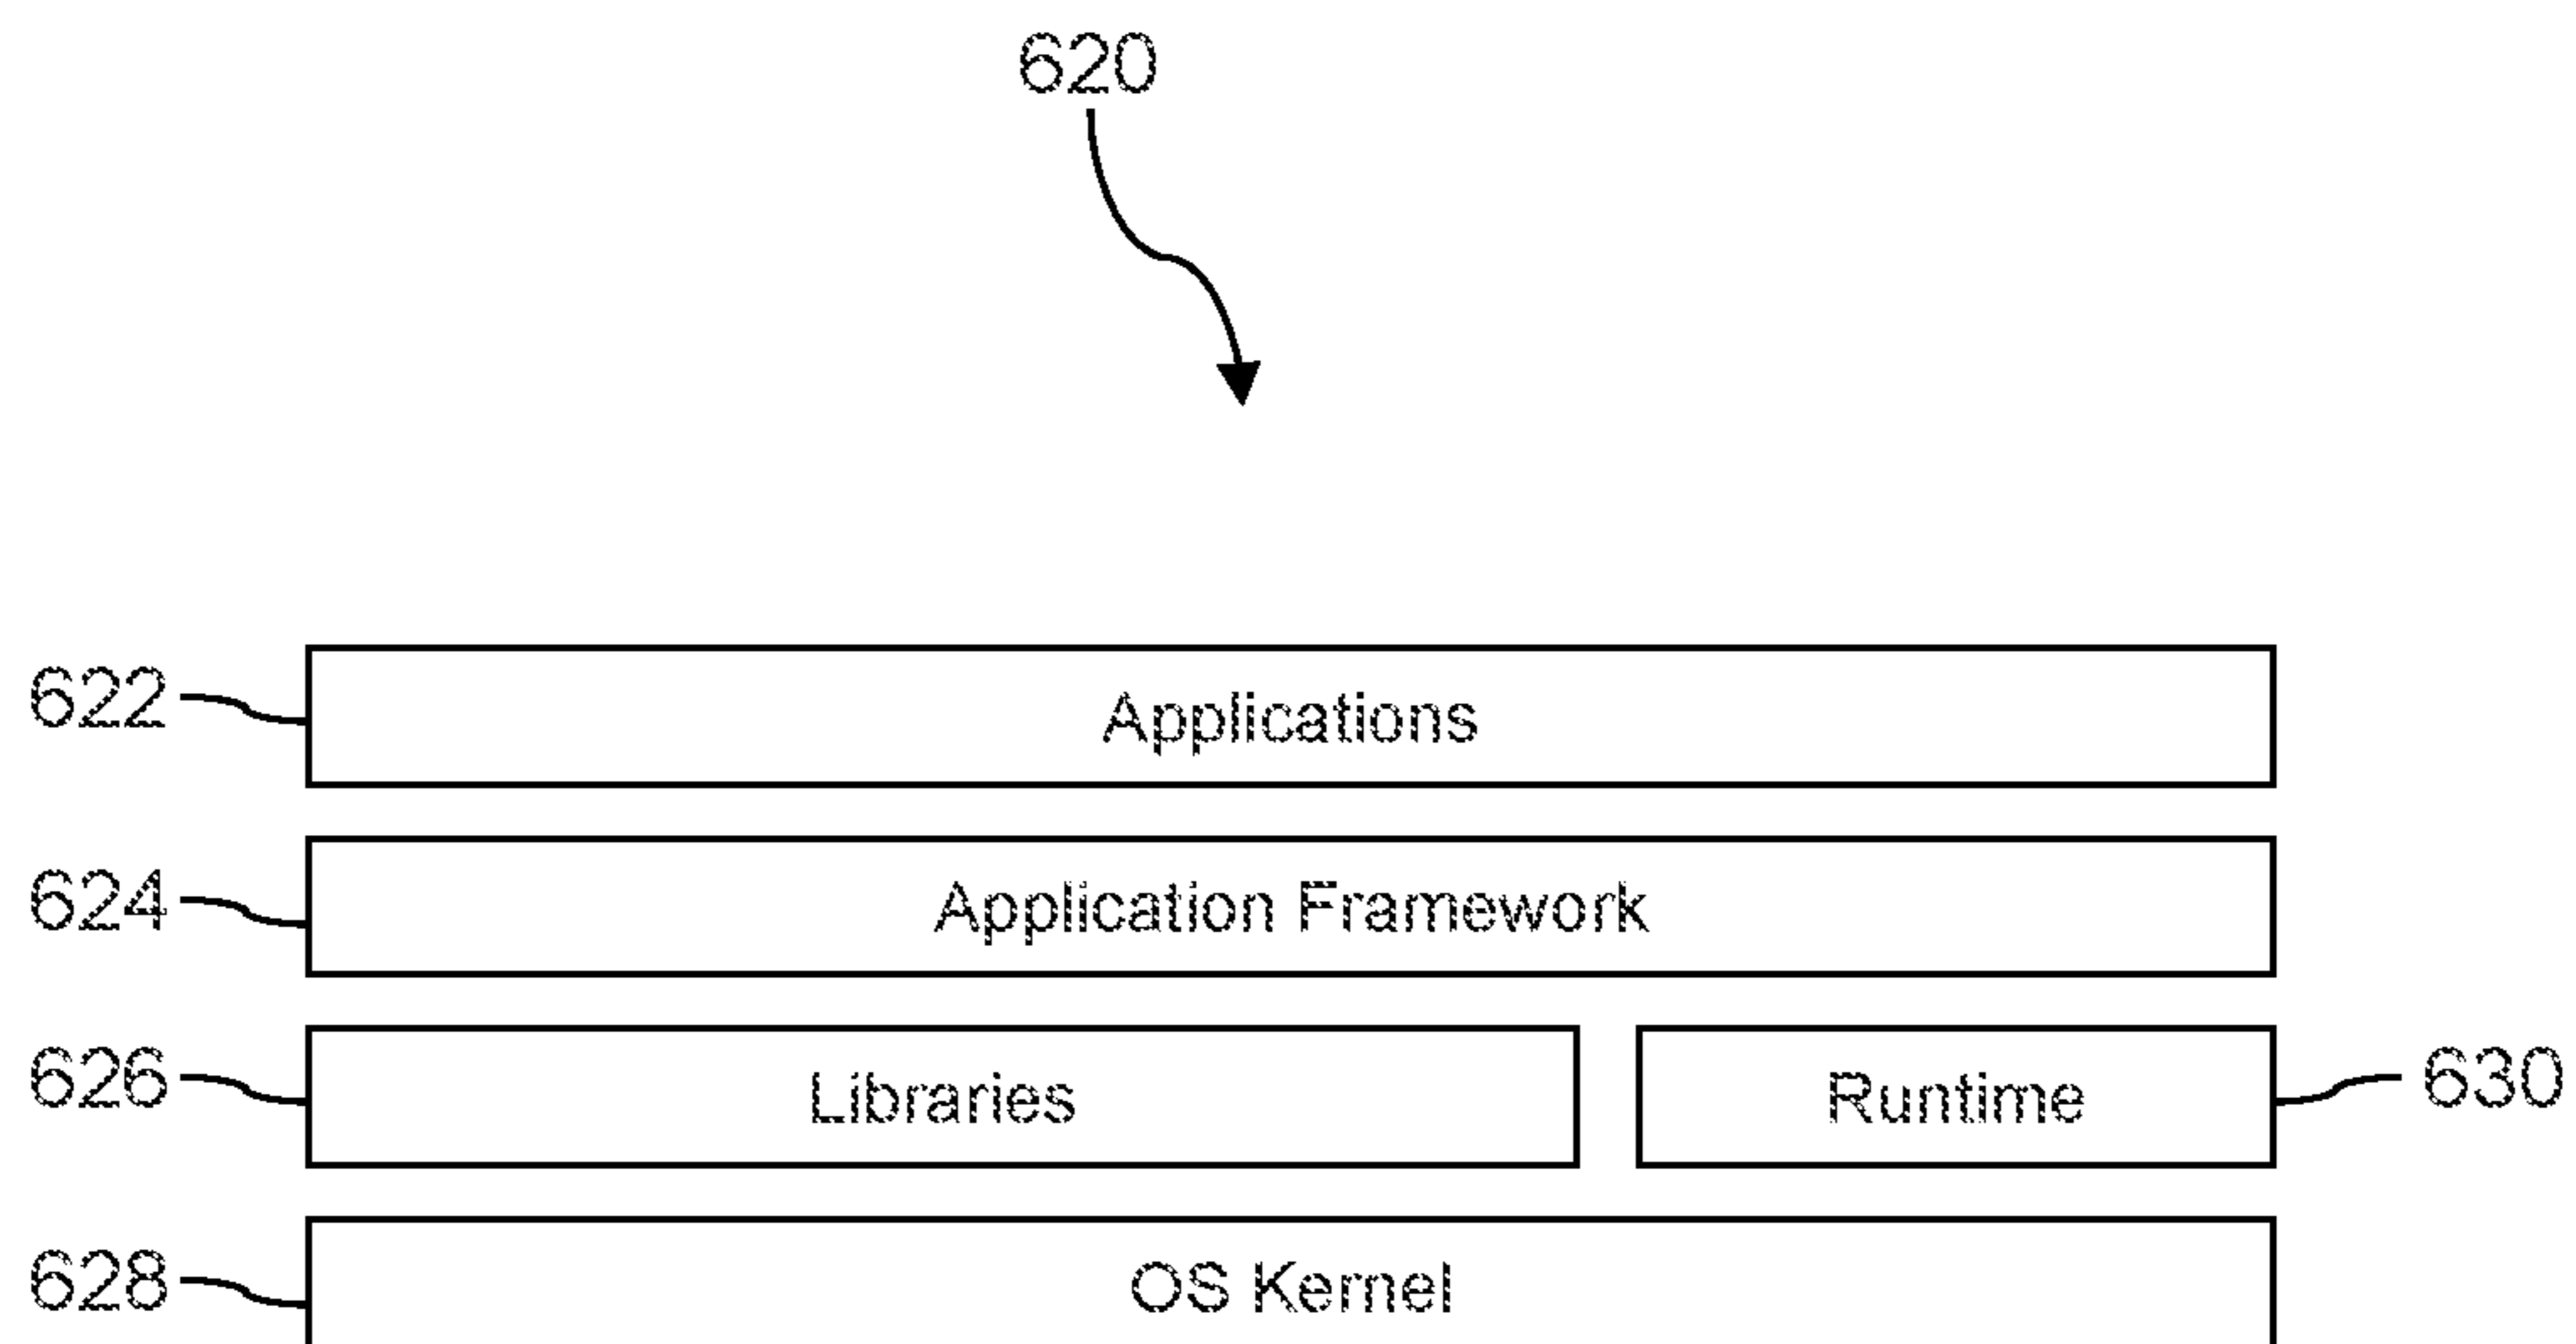 620
622 Applications
624 Application Framework
626 Libraries Runtime 630
628 OS Kernel